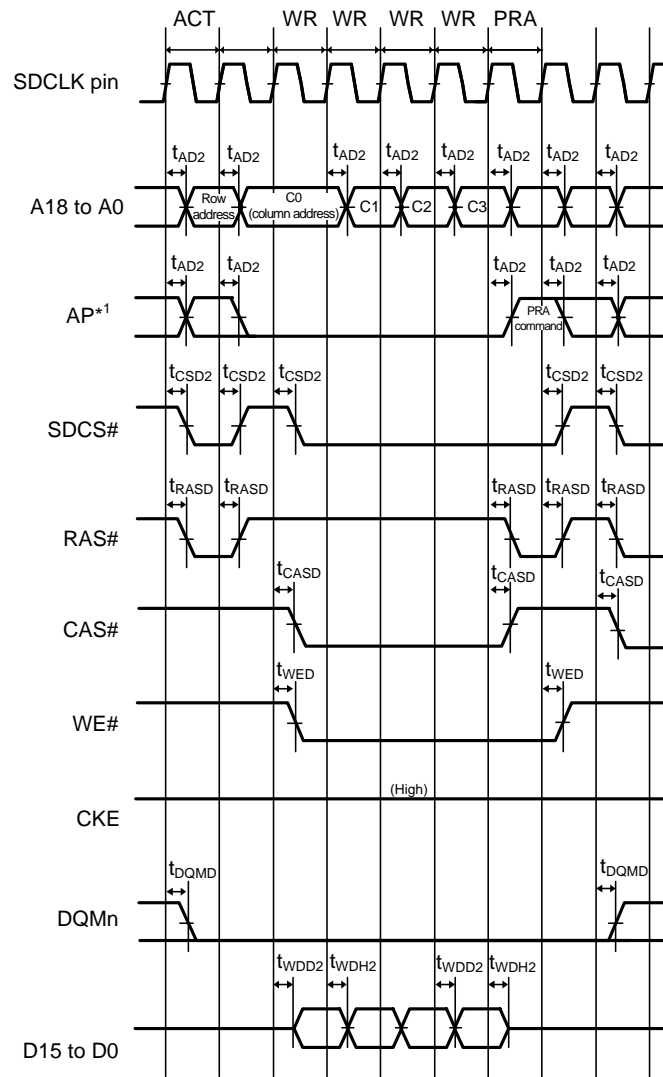 ACT WR WR WR WR PRA
SDCLK pin
tAD2 tAD2 tAD2 tAD2 tAD2 tAD2 tAD2 tAD2
A18 to A0
Row address
C0 (column address)
C1 C2 C3
tAD2 tAD2 tAD2 tAD2 tAD2
AP*1
PRA command
tCSD2 tCSD2 tCSD2 tCSD2 tCSD2
SDCS#
tRASD tRASD tRASD tRASD tRASD
RAS#
tCASD tCASD tCASD
CAS#
tWED tWED
WE#
(High)
CKE
tDQMD tDQMD
DQMn
tWDD2 tWDH2 tWDD2 tWDH2
D15 to D0